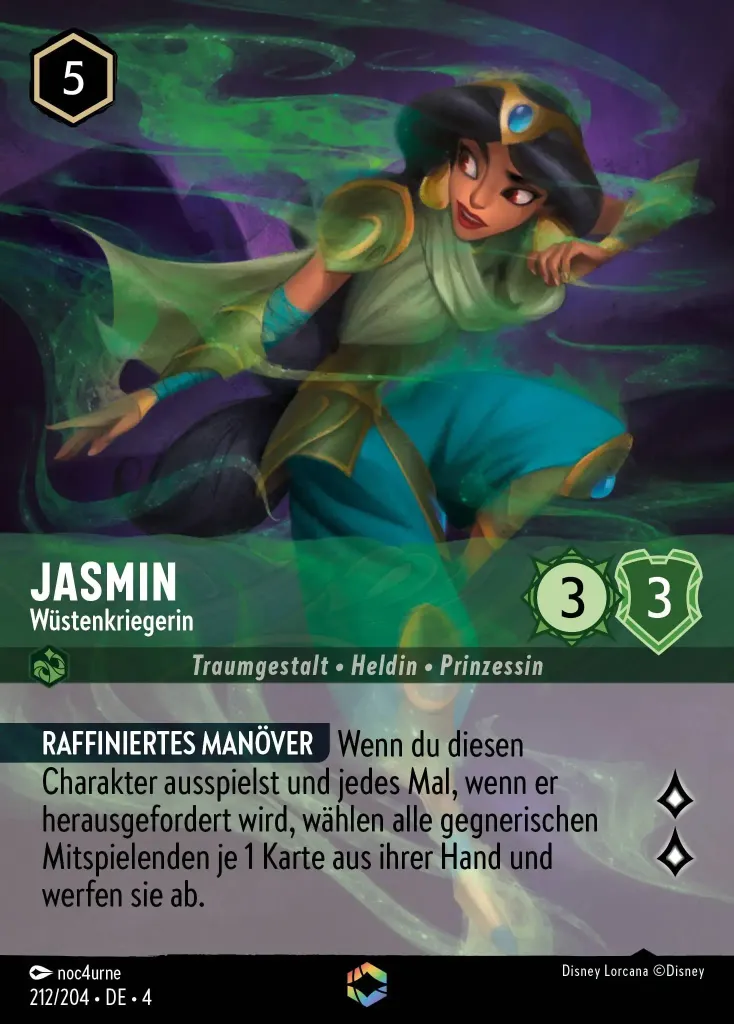 5
JASMIN
Wüstenkriegerin
3
3
Traumgestalt • Heldin • Prinzessin
RAFFINIERTES MANÖVER Wenn du diesen
Charakter ausspielst und jedes Mal, wenn er
herausgefordert wird, wählen alle gegnerischen
Mitspielenden je 1 Karte aus ihrer Hand und
werfen sie ab.
noc4urne
Disney Lorcana ©Disney
212/204 • DE • 4